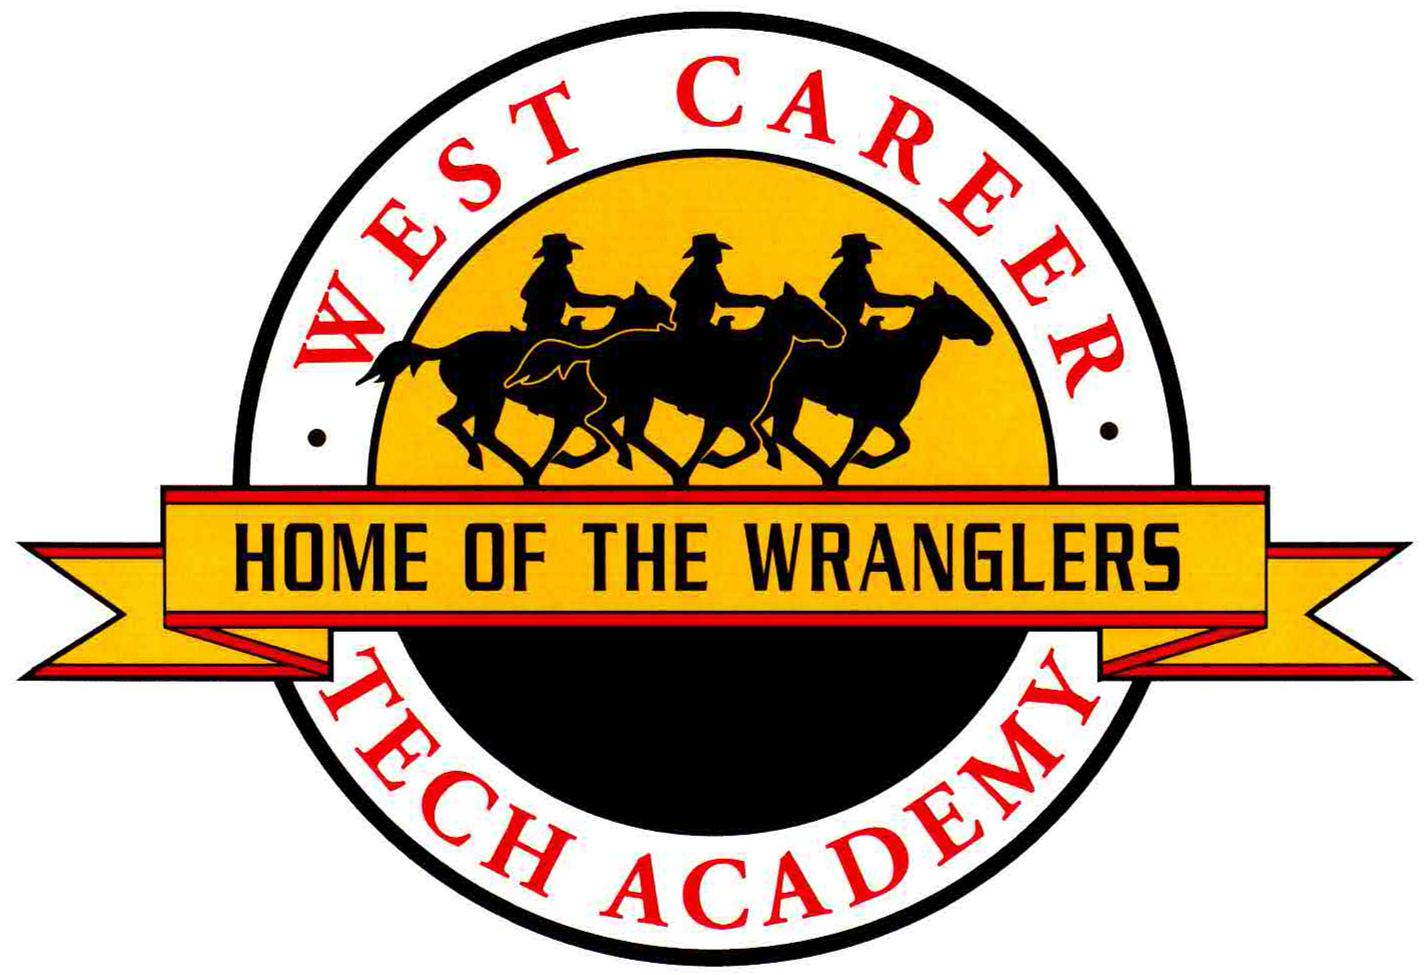 WEST CAREER
HOME OF THE WRANGLERS
TECH ACADEMY